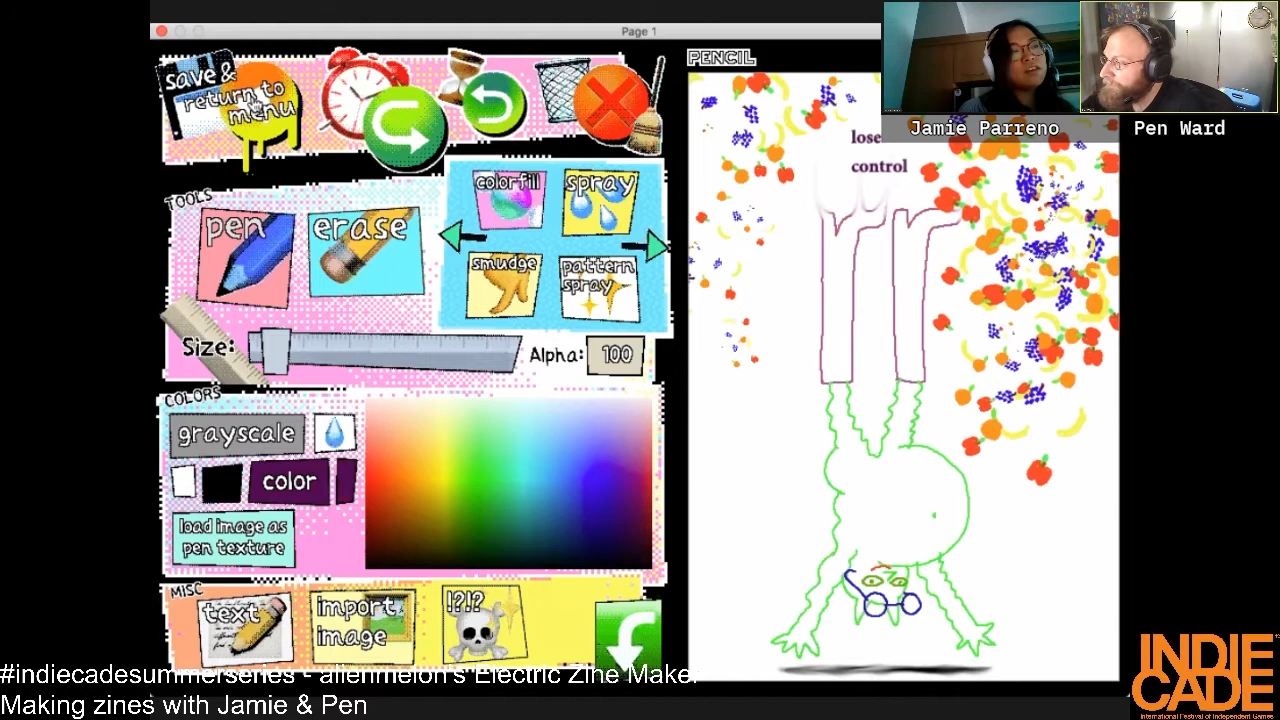 Page 1
save &
return to
menu
PENCIL
Jamie Parreno
Pen Ward
lose
control
TOOLS
pen
erase
colorfill
spray
smudge
pattern
spray
Size:
Alpha:
100
COLORS
grayscale
color
load image as
pen texture
MISC
text
import
image
!?!?
#indiecadesummerseries - alienmelon's Electric Zine Maker
Making zines with Jamie & Pen
INDIE
CADE
International Festival of Independent Games